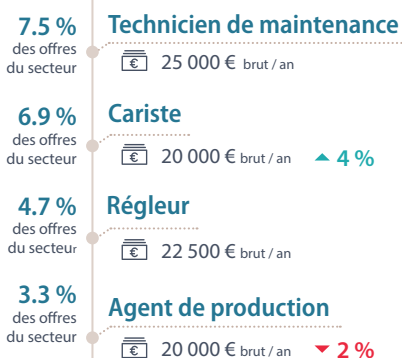 7.5 %
des offres
du secteur
Technicien de maintenance
€ 25 000 € brut / an
6.9 %
des offres
du secteur
Cariste
€ 20 000 € brut / an ▲ 4 %
4.7 %
des offres
du secteur
Régleur
€ 22 500 € brut / an
3.3 %
des offres
du secteur
Agent de production
€ 20 000 € brut / an ▼ 2 %